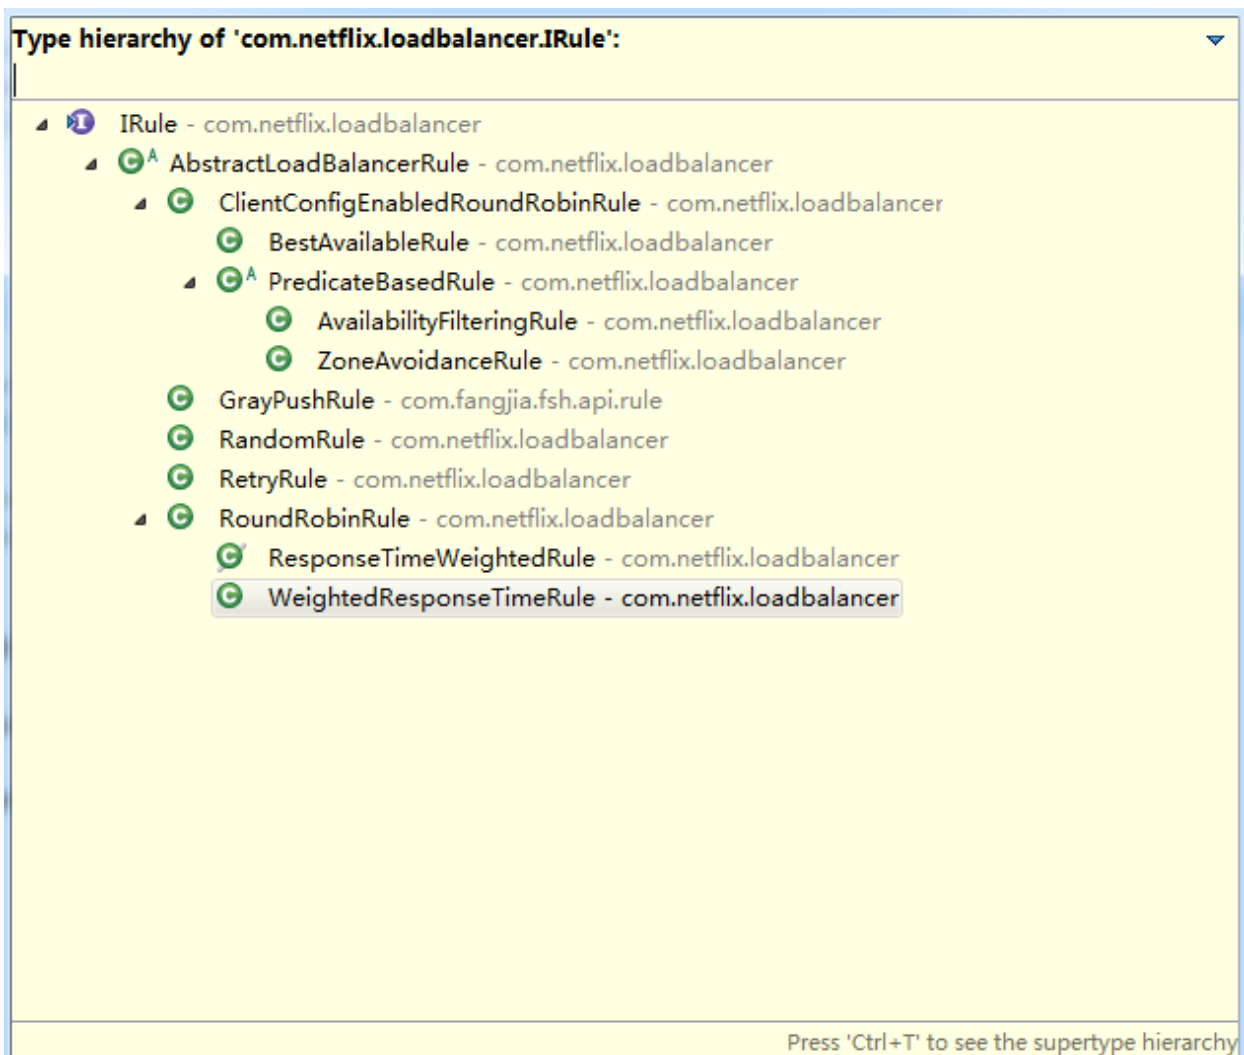 Type hierarchy of 'com.netflix.loadbalancer.IRule':
IRule - com.netflix.loadbalancer
AbstractLoadBalancerRule - com.netflix.loadbalancer
ClientConfigEnabledRoundRobinRule - com.netflix.loadbalancer
BestAvailableRule - com.netflix.loadbalancer
PredicateBasedRule - com.netflix.loadbalancer
AvailabilityFilteringRule - com.netflix.loadbalancer
ZoneAvoidanceRule - com.netflix.loadbalancer
GrayPushRule - com.fangjia.fsh.api.rule
RandomRule - com.netflix.loadbalancer
RetryRule - com.netflix.loadbalancer
RoundRobinRule - com.netflix.loadbalancer
ResponseTimeWeightedRule - com.netflix.loadbalancer
WeightedResponseTimeRule - com.netflix.loadbalancer
Press 'Ctrl+T' to see the supertype hierarchy